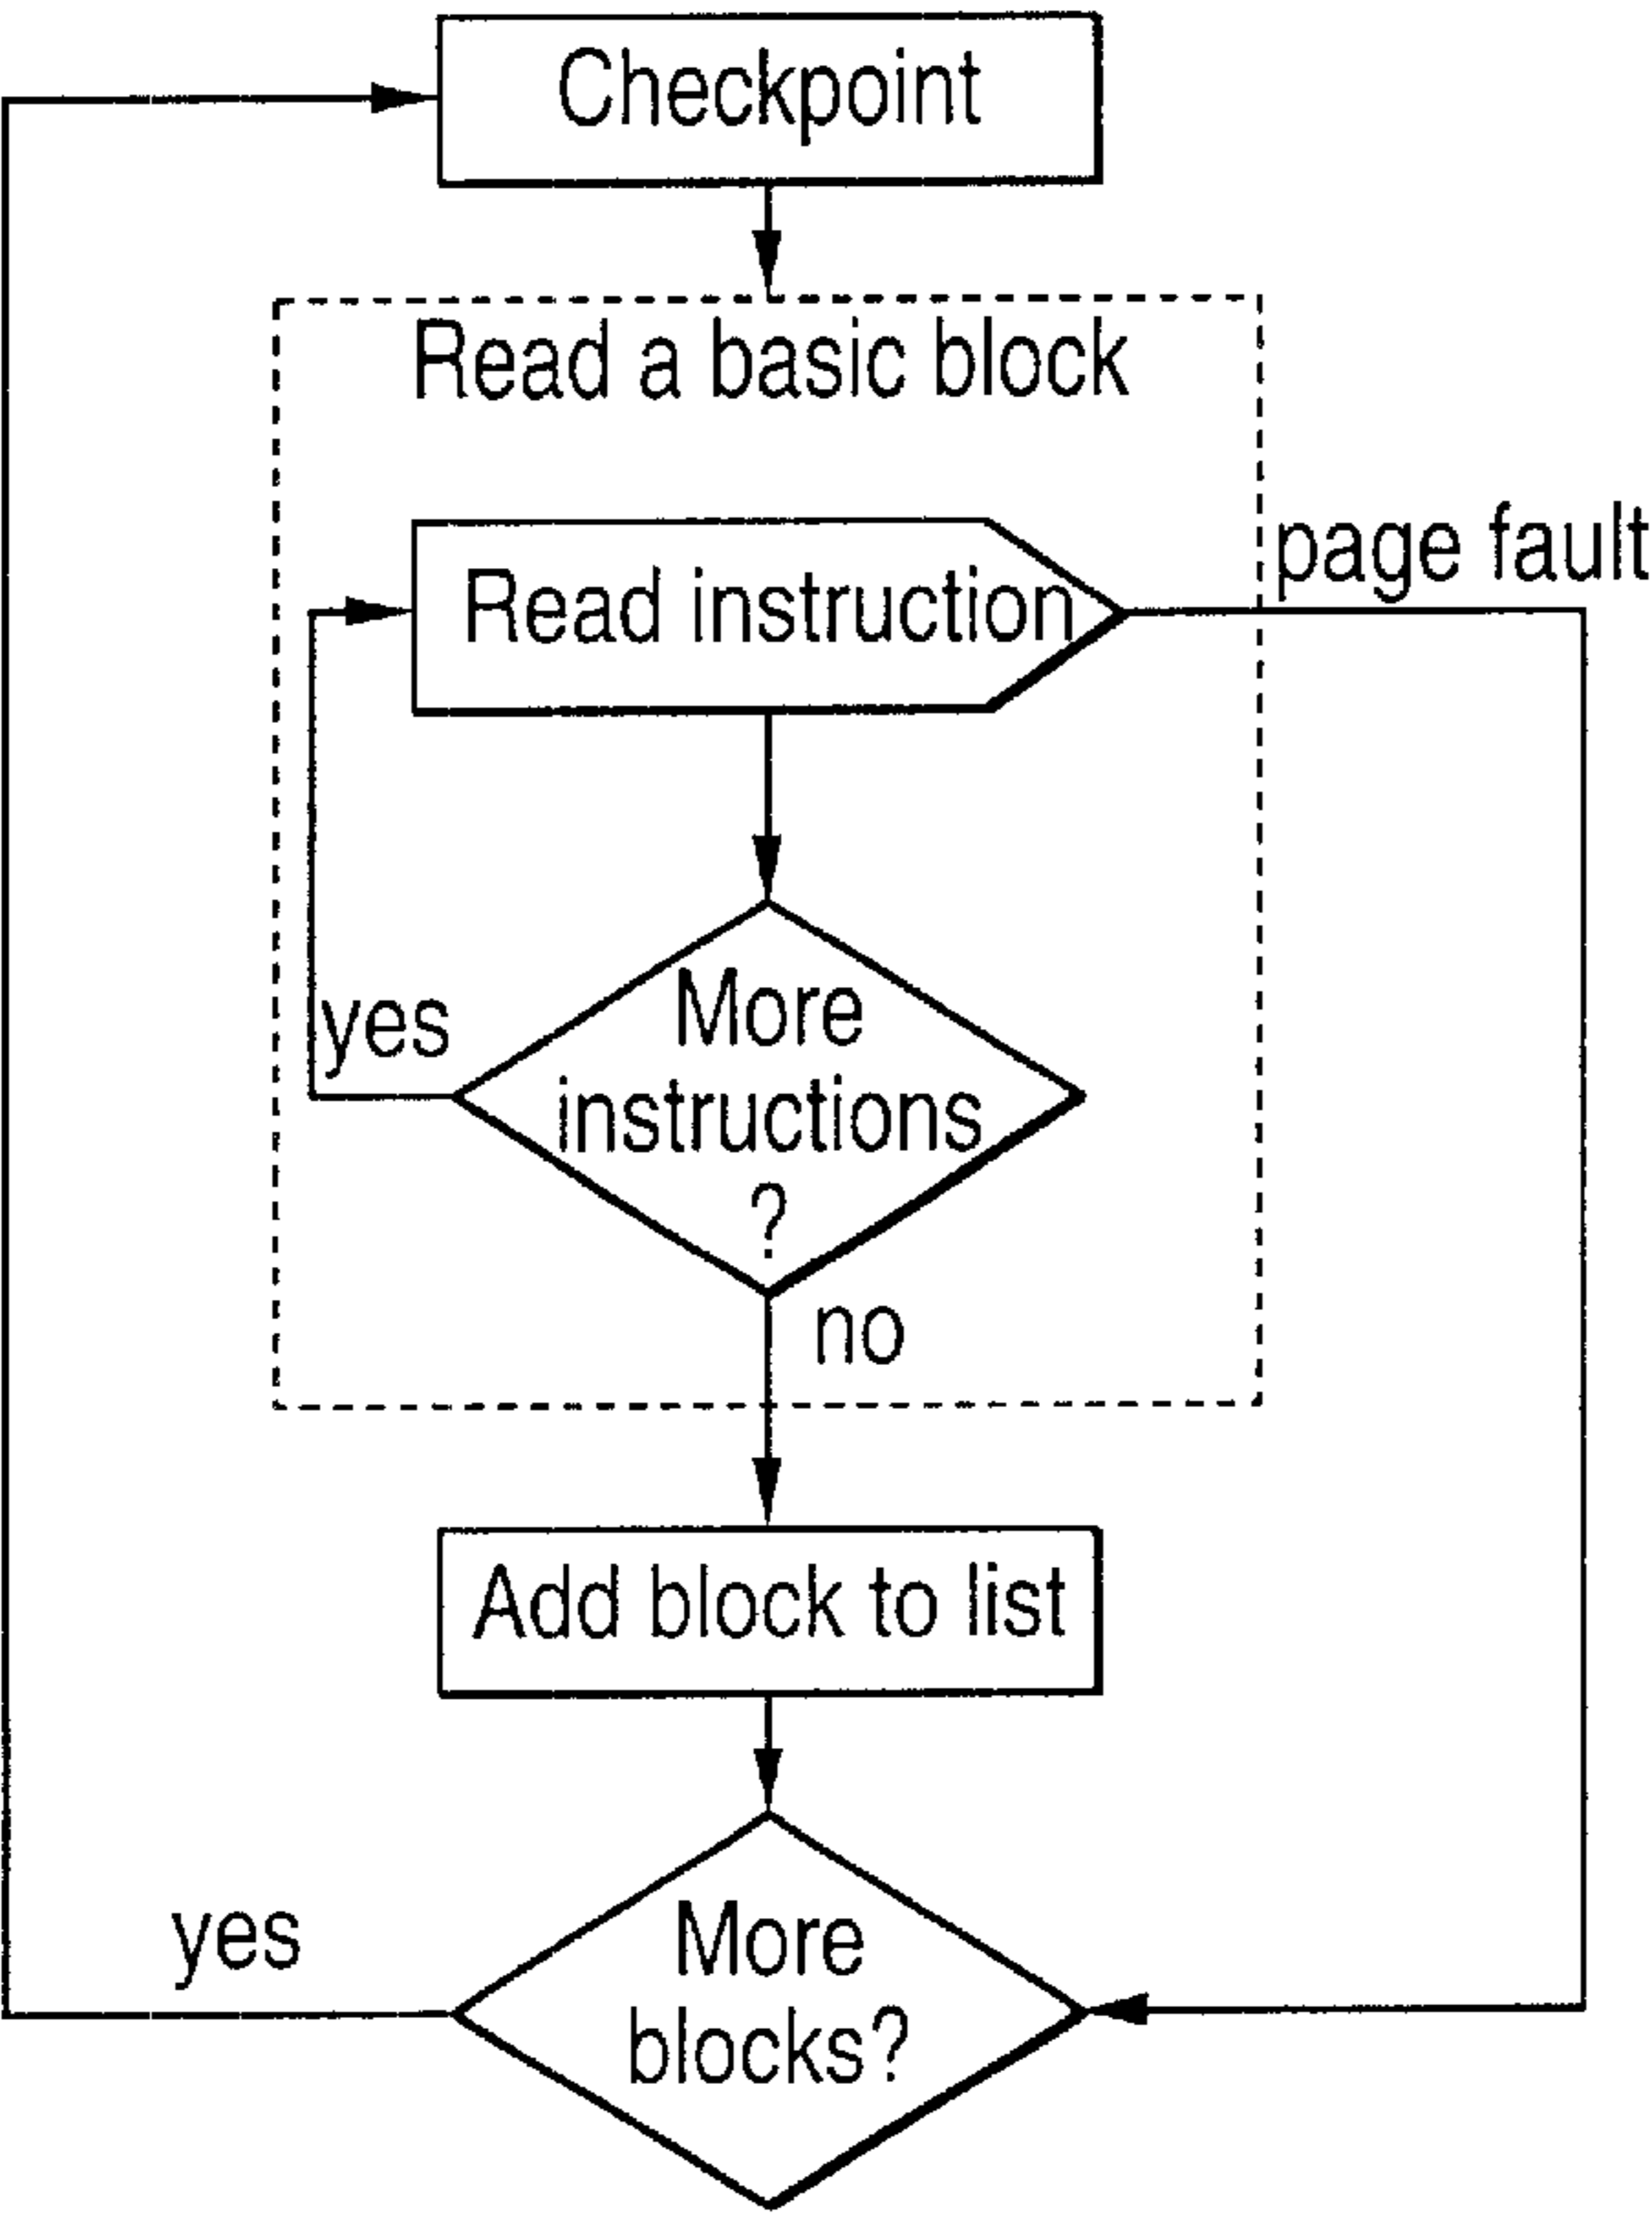 Checkpoint
Read a basic block
page fault
Read instruction
More
instructions
?
yes
no
Add block to list
More
blocks?
yes